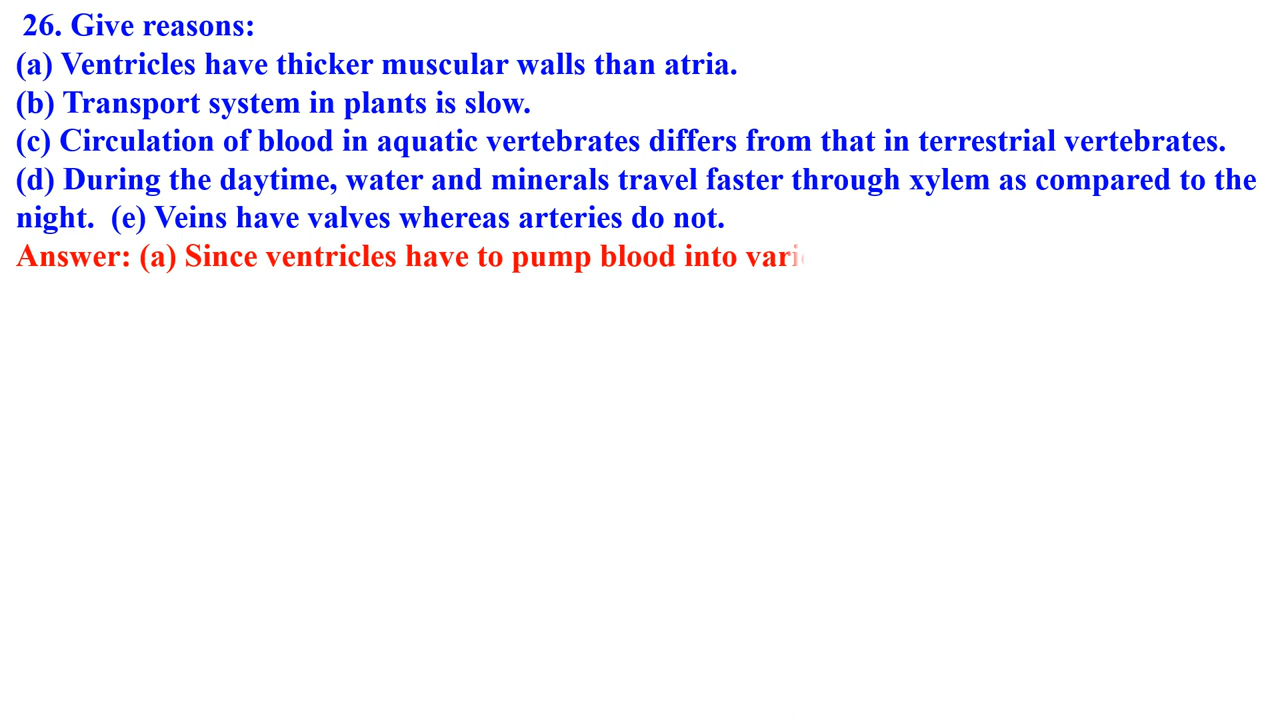 26. Give reasons:
(a) Ventricles have thicker muscular walls than atria.
(b) Transport system in plants is slow.
(c) Circulation of blood in aquatic vertebrates differs from that in terrestrial vertebrates.
(d) During the daytime, water and minerals travel faster through xylem as compared to the
night.  (e) Veins have valves whereas arteries do not.
Answer: (a) Since ventricles have to pump blood into